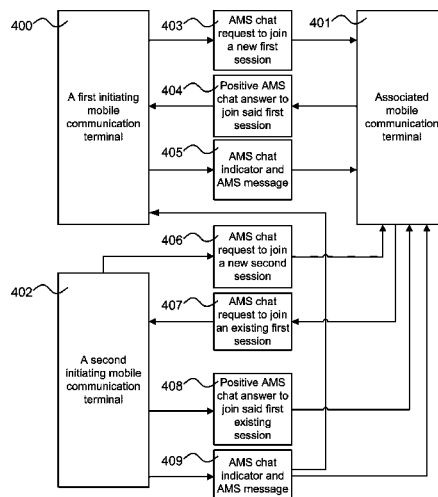 400
A first initiating
mobile
communication
terminal
403
AMS chat
request to join
a new first
session
401
Associated
mobile
communication
terminal
404
Positive AMS
chat answer to
join said first
session
405
AMS chat
indicator and
AMS message
406
AMS chat
request to join
a new second
session
402
A second
initiating mobile
communication
terminal
407
AMS chat
request to join
an existing first
session
408
Positive AMS
chat answer to
join said first
existing
session
409
AMS chat
indicator and
AMS message